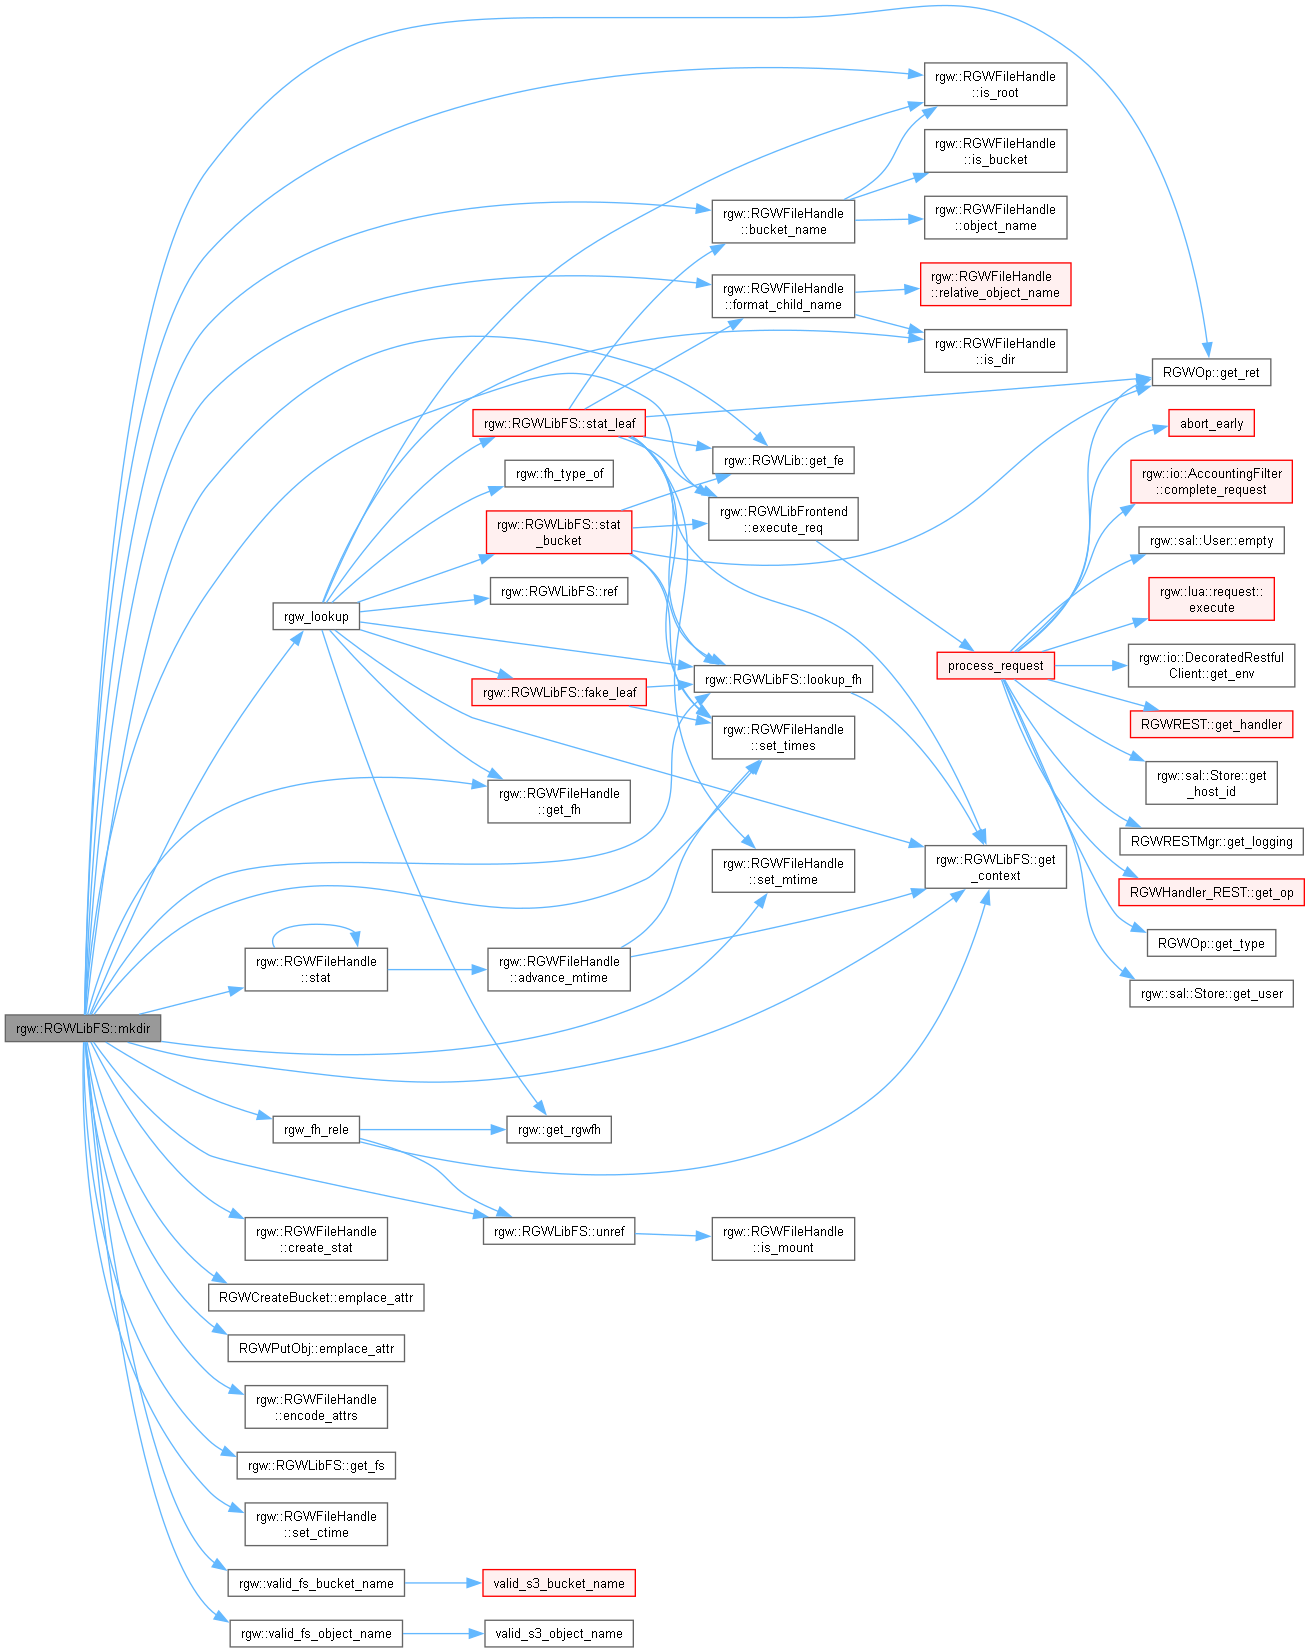 rgw::RGWFileHandle
::is_root
rgw::RGWFileHandle
::is_bucket
rgw::RGWFileHandle
::bucket_name
rgw::RGWFileHandle
::object_name
rgw::RGWFileHandle
::format_child_name
rgw::RGWFileHandle
::relative_object_name
rgw::RGWFileHandle
::is_dir
RGWOp::get_ret
rgw::RGWLibFS::stat_leaf
abort_early
rgw::RGWLib::get_fe
rgw::fh_type_of
rgw::io::AccountingFilter
::complete_request
rgw::RGWLibFS::stat
_bucket
rgw::RGWLibFrontend
::execute_req
rgw::sal::User::empty
rgw::RGWLibFS::ref
rgw::lua::request::
execute
rgw_lookup
process_request
rgw::io::DecoratedRestful
Client::get_env
rgw::RGWLibFS::fake_leaf
rgw::RGWLibFS::lookup_fh
RGWREST::get_handler
rgw::RGWFileHandle
::set_times
rgw::sal::Store::get
_host_id
rgw::RGWFileHandle
::get_fh
RGWRESTMgr::get_logging
rgw::RGWFileHandle
::set_mtime
rgw::RGWLibFS::get
_context
RGWHandler_REST::get_op
RGWOp::get_type
rgw::RGWFileHandle
::stat
rgw::RGWFileHandle
::advance_mtime
rgw::sal::Store::get_user
rgw::RGWLibFS::mkdir
rgw_fh_rele
rgw::get_rgwfh
rgw::RGWFileHandle
::create_stat
rgw::RGWLibFS::unref
rgw::RGWFileHandle
::is_mount
RGWCreateBucket::emplace_attr
RGWPutObj::emplace_attr
rgw::RGWFileHandle
::encode_attrs
rgw::RGWLibFS::get_fs
rgw::RGWFileHandle
::set_ctime
rgw::valid_fs_bucket_name
valid_s3_bucket_name
rgw::valid_fs_object_name
valid_s3_object_name